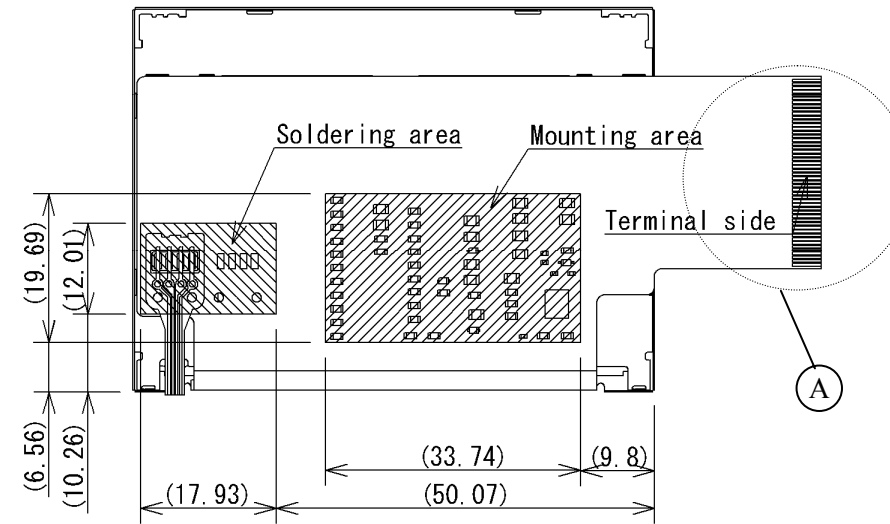 Soldering area
Mounting area
Terminal side
(19. 69)
(12. 01)
A
(6. 56)
(10. 26)
(33. 74)
(9. 8)
(17. 93)
(50. 07)